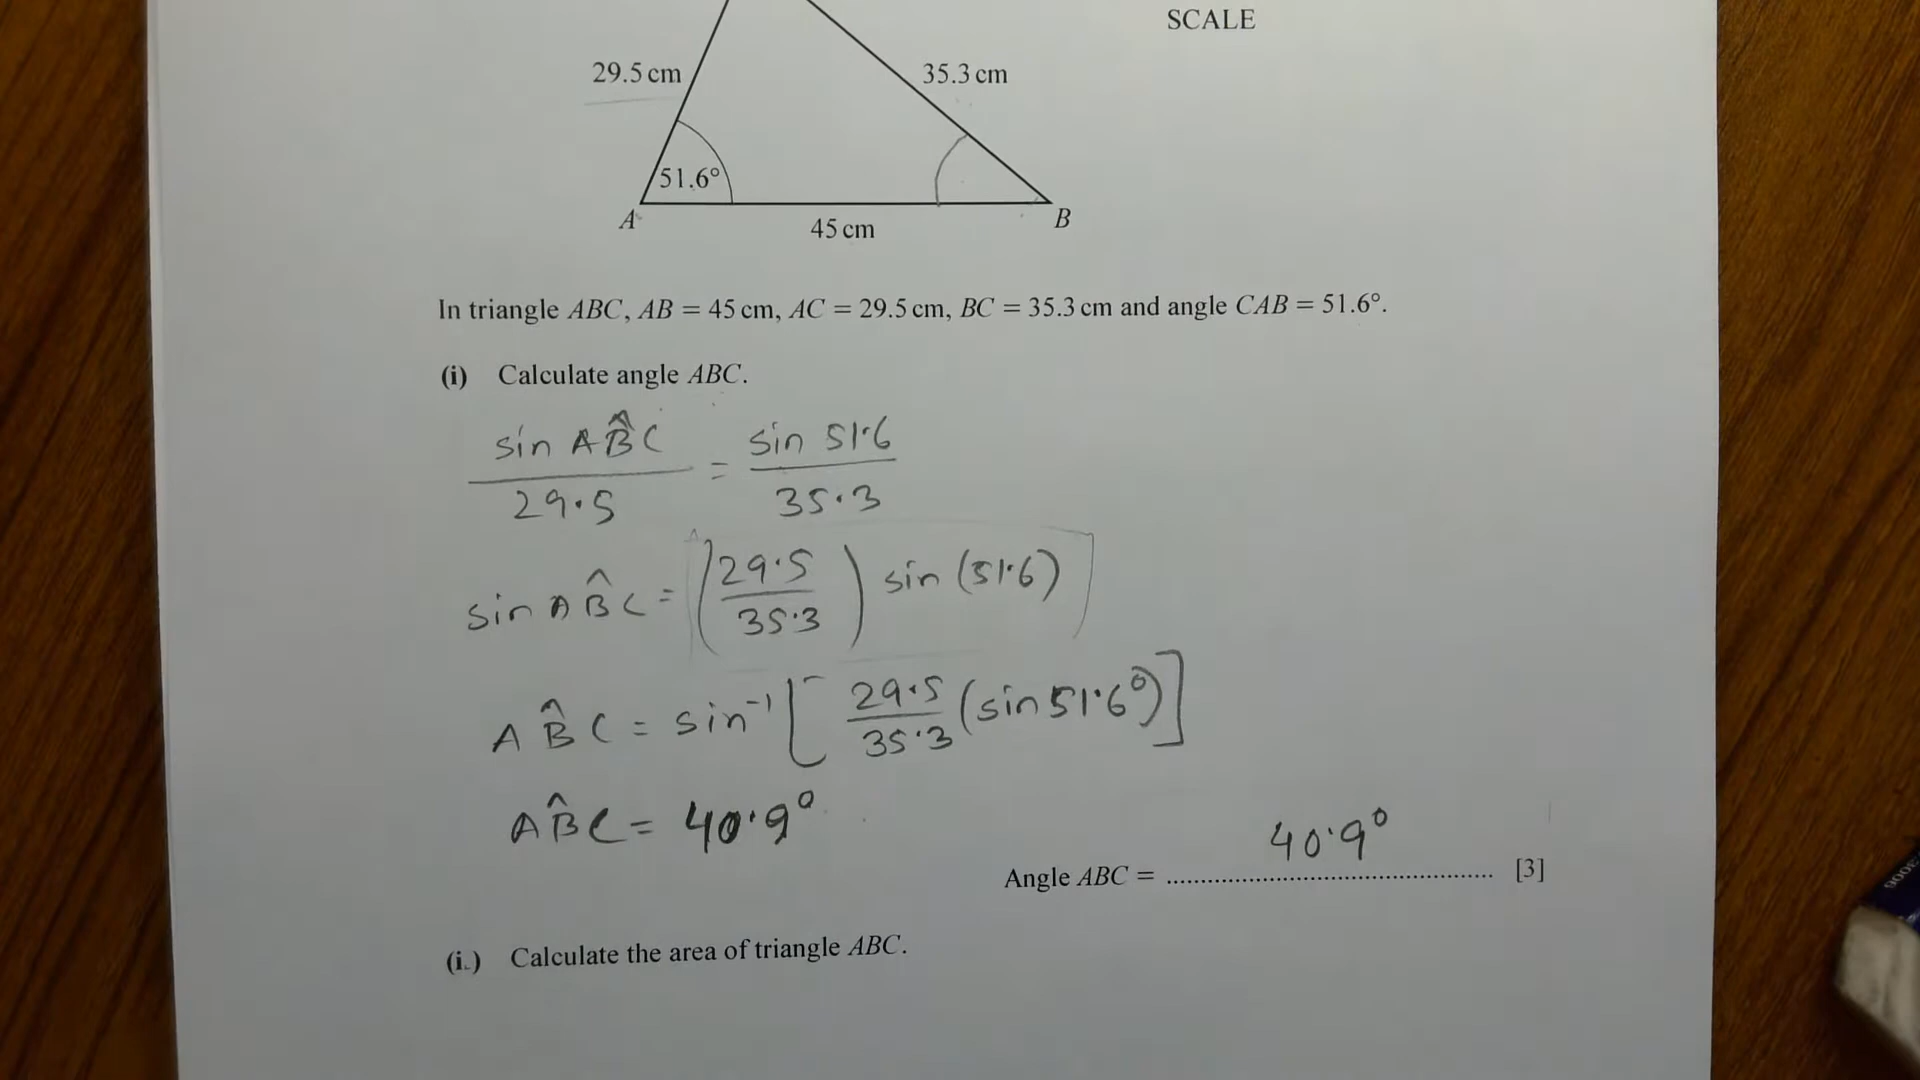 SCALE
29.5 cm
35.3 cm
51.6°
A
B
45 cm
In triangle ABC, AB = 45 cm, AC = 29.5 cm, BC = 35.3 cm and angle CAB = 51.6°.
(i) Calculate angle ABC.
sin AB̂C / 29.5 = sin 51.6 / 35.3
sin AB̂C = (29.5 / 35.3) sin (51.6)
AB̂C = sin⁻¹ [29.5 / 35.3 (sin 51.6°)]
AB̂C = 40.9°
40.9°
Angle ABC = .................................................. [3]
(i.) Calculate the area of triangle ABC.